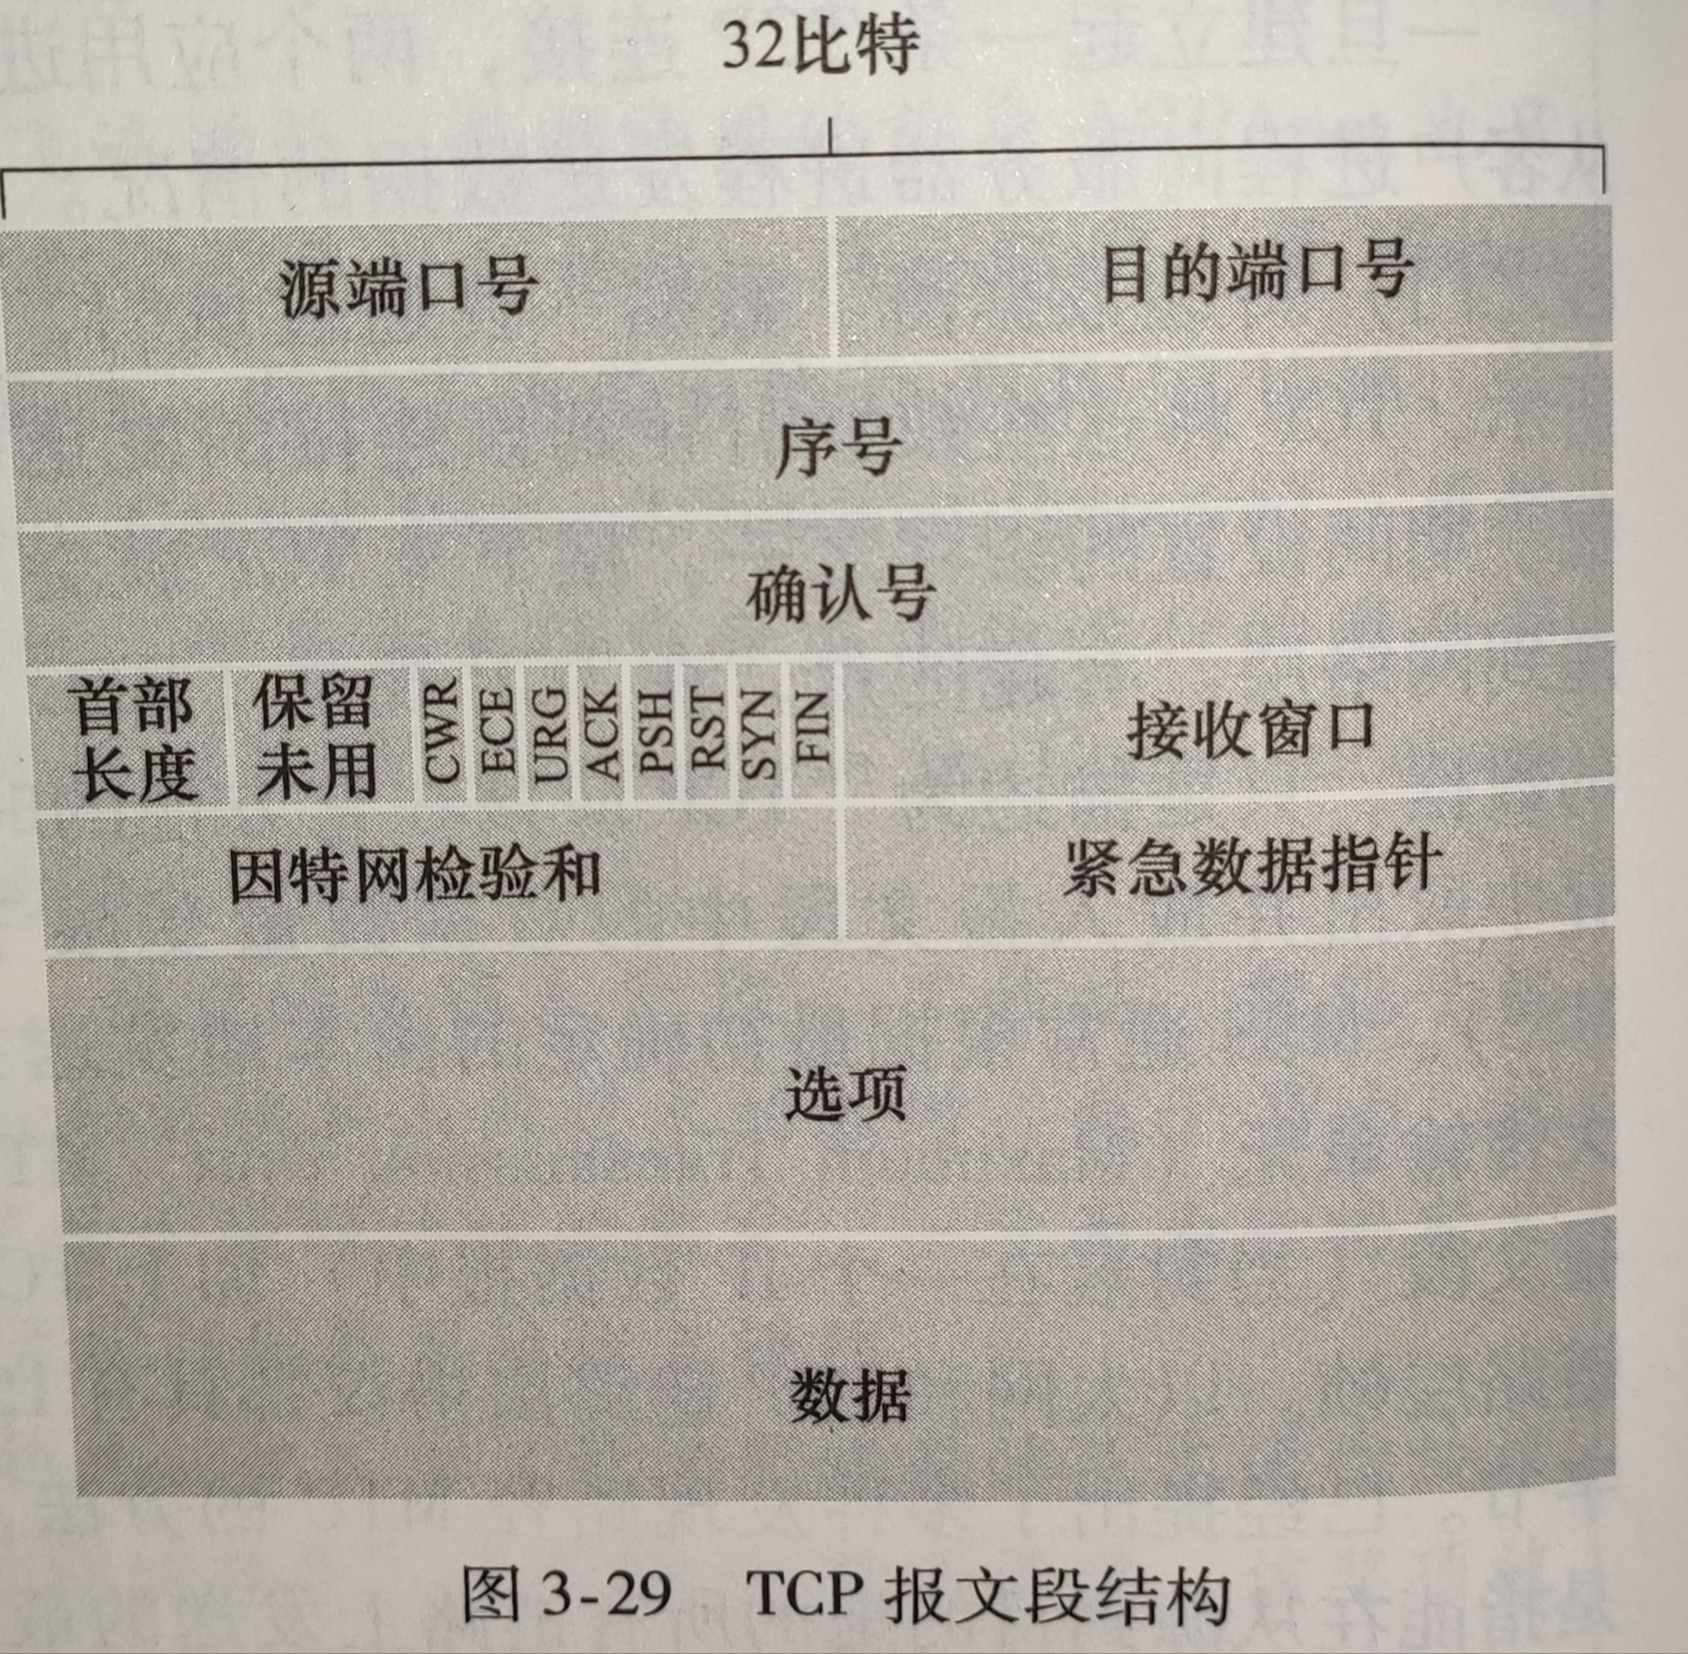 32比特
源端口号 目的端口号
序号
确认号
首部长度 保留未用 CWR ECE URG ACK PSH RST SYN FIN 接收窗口
因特网检验和 紧急数据指针
选项
数据
图 3-29 TCP 报文段结构